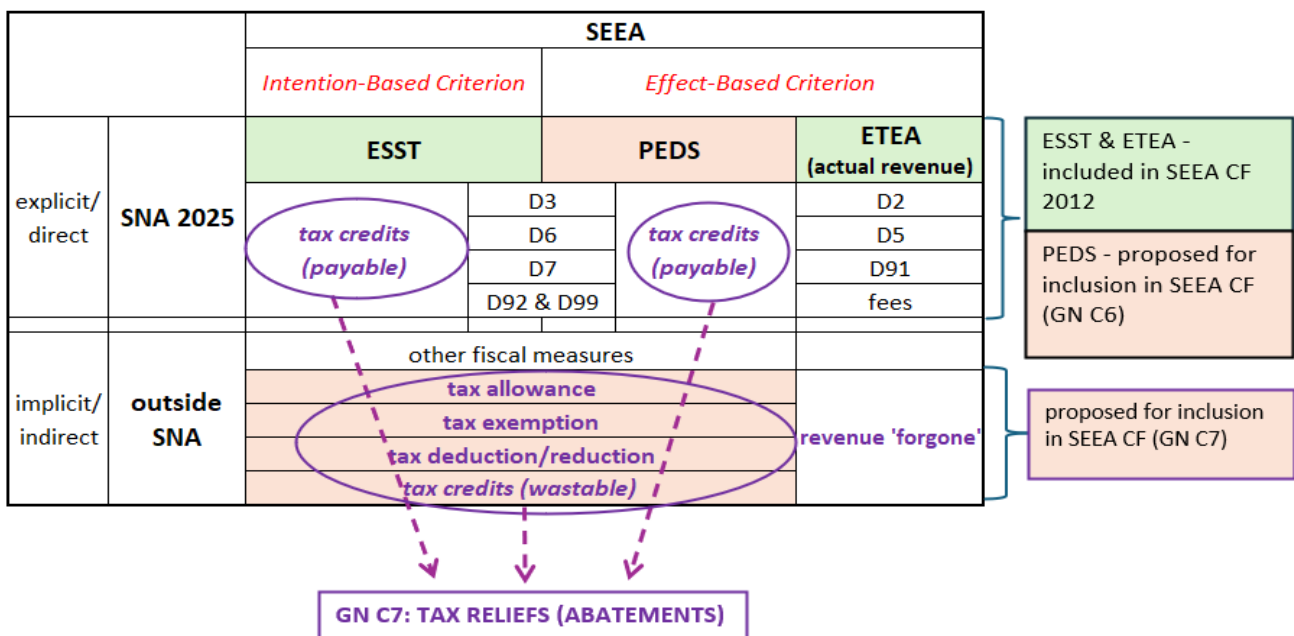 SEEA
Intention-Based Criterion
Effect-Based Criterion
explicit/
direct
SNA 2025
ESST
PEDS
ETEA
(actual revenue)
tax credits
(payable)
D3
D6
D7
D92 & D99
tax credits
(payable)
D2
D5
D91
fees
ESST & ETEA -
included in SEEA CF
2012
PEDS - proposed for
inclusion in SEEA CF
(GN C6)
implicit/
indirect
outside
SNA
other fiscal measures
tax allowance
tax exemption
tax deduction/reduction
tax credits (wastable)
revenue 'forgone'
proposed for inclusion
in SEEA CF (GN C7)
GN C7: TAX RELIEFS (ABATEMENTS)